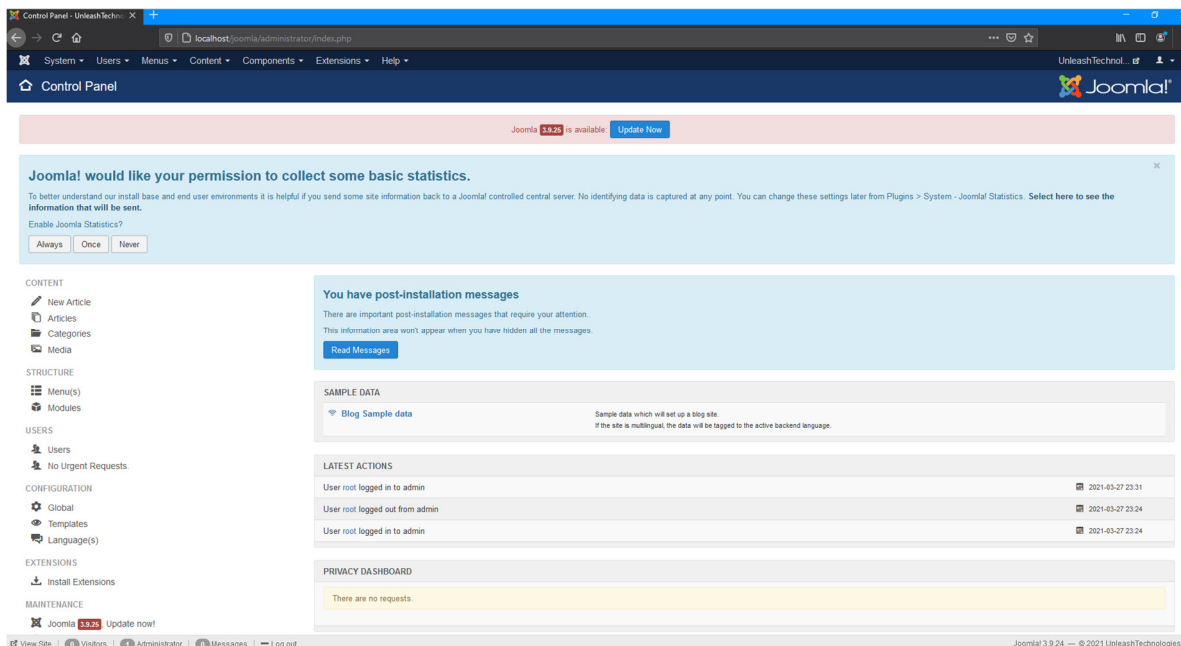 Control Panel - UnleashTechno
localhost/joomla/administrator/index.php
System Users Menus Content Components Extensions Help UnleashTechnol...
Control Panel Joomla!
Joomla 3.9.25 is available: Update Now
Joomla! would like your permission to collect some basic statistics.
To better understand our install base and end user environments it is helpful if you send some site information back to a Joomla! controlled central server. No identifying data is captured at any point. You can change these settings later from Plugins > System - Joomla! Statistics. Select here to see the
information that will be sent.
Enable Joomla Statistics?
Always Once Never
CONTENT
New Article
Articles
Categories
Media
STRUCTURE
Menu(s)
Modules
USERS
Users
No Urgent Requests.
CONFIGURATION
Global
Templates
Language(s)
EXTENSIONS
Install Extensions
MAINTENANCE
Joomla 3.9.25, Update now!
You have post-installation messages
There are important post-installation messages that require your attention.
This information area won't appear when you have hidden all the messages.
Read Messages
SAMPLE DATA
Blog Sample data
Sample data which will set up a blog site.
If the site is multilingual, the data will be tagged to the active backend language.
LATEST ACTIONS
User root logged in to admin 2021-03-27 23:31
User root logged out from admin 2021-03-27 23:24
User root logged in to admin 2021-03-27 23:24
PRIVACY DASHBOARD
There are no requests.
View Site 0 Visitors 1 Administrator 0 Messages Log out Joomla! 3.9.24 — © 2021 UnleashTechnologies